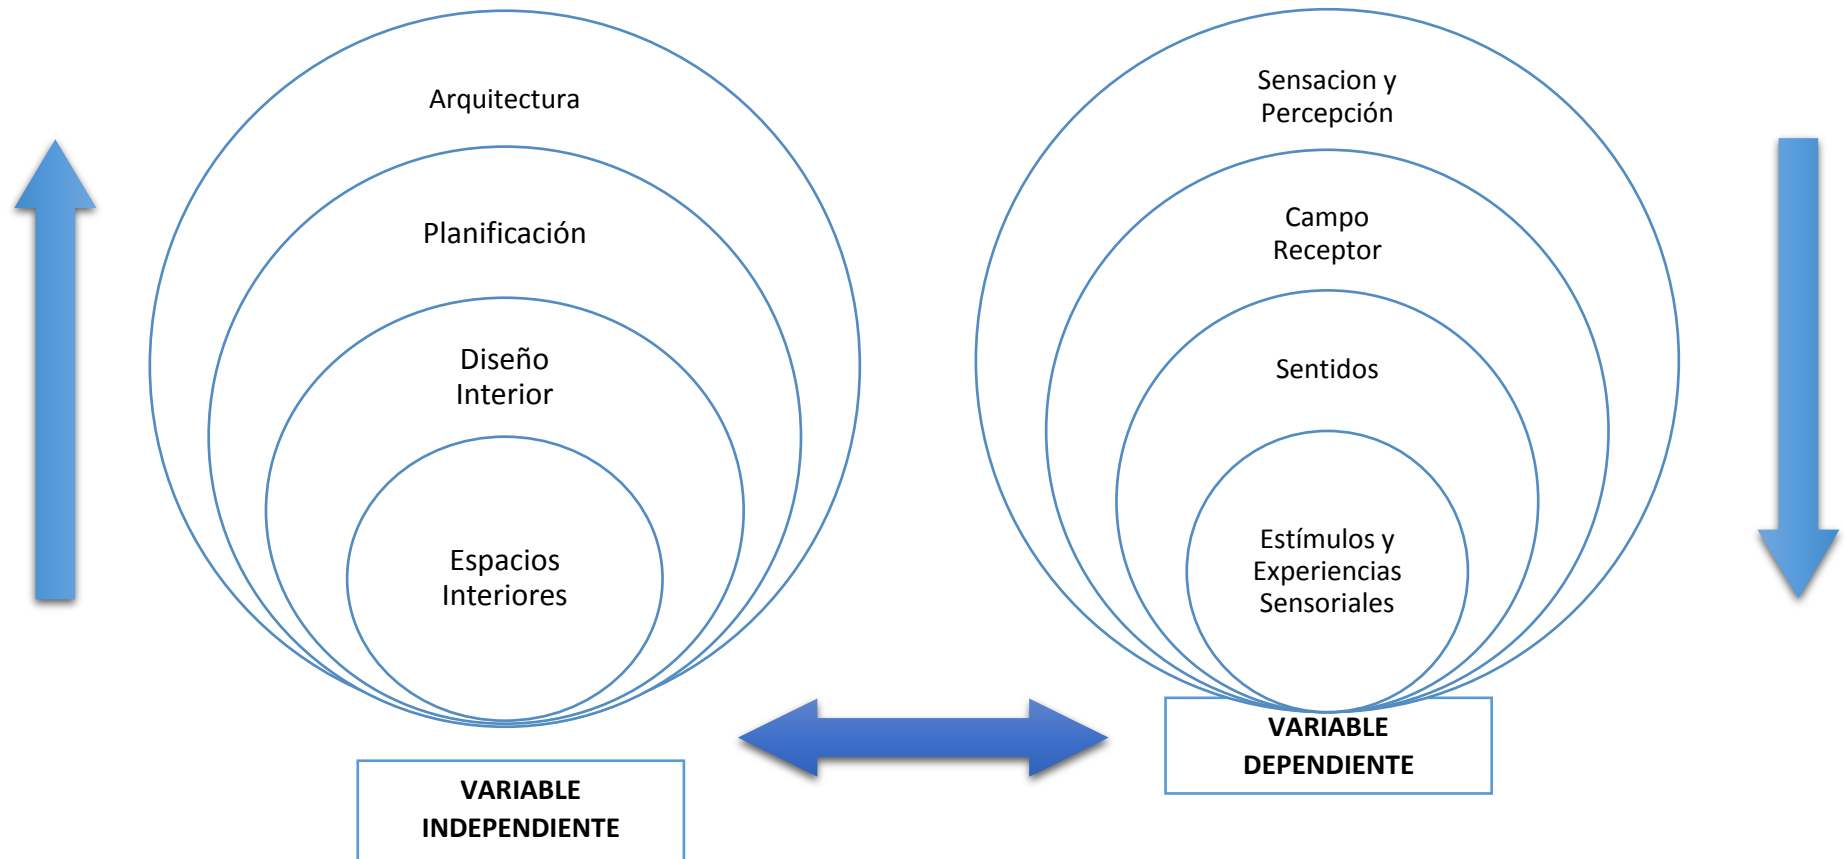 Arquitectura
Planificación
Diseño
Interior
Espacios
Interiores
VARIABLE
INDEPENDIENTE
Sensacion y
Percepción
Campo
Receptor
Sentidos
Estímulos y
Experiencias
Sensoriales
VARIABLE
DEPENDIENTE